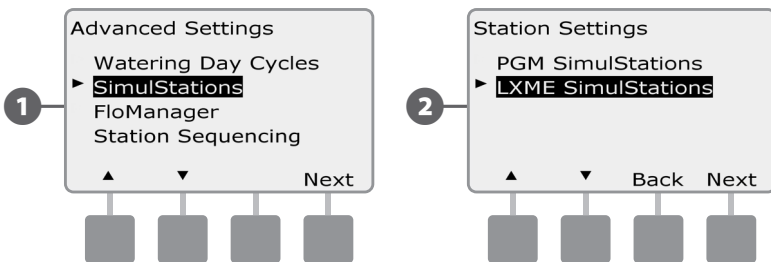 1
Advanced Settings
Watering Day Cycles
► SimulStations
FloManager
Station Sequencing
▲ ▼ Next
2
Station Settings
PGM SimulStations
► LXME SimulStations
▲ ▼ Back Next